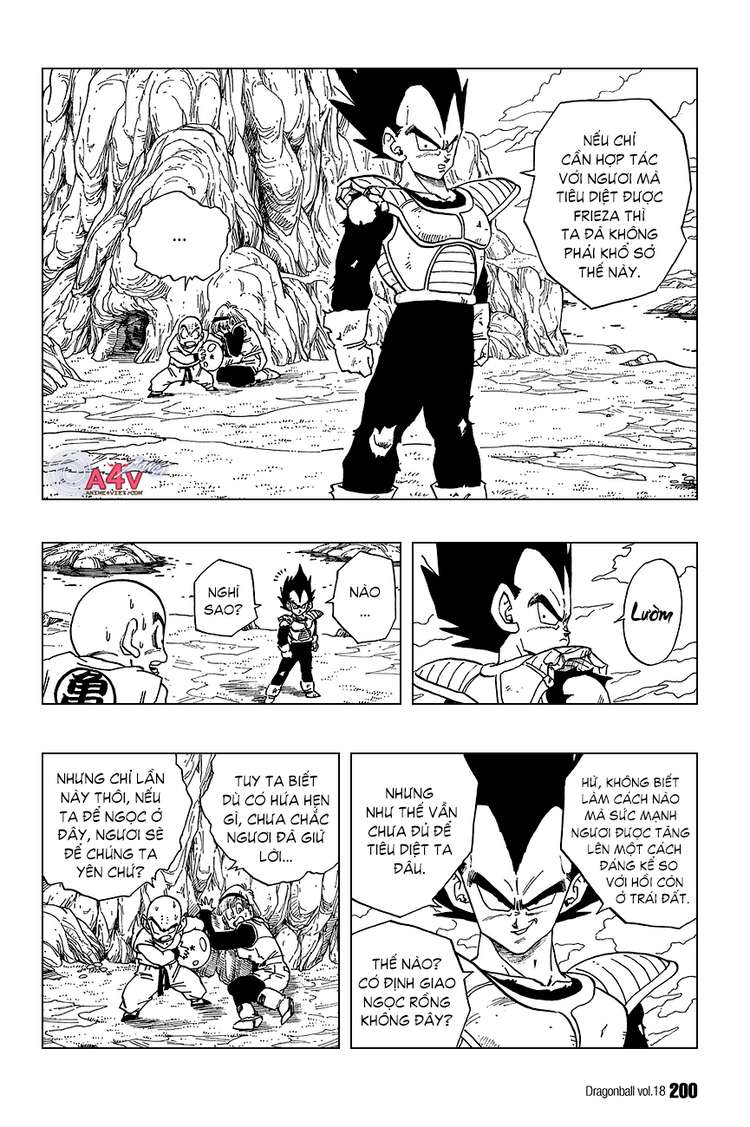 NẾU CHỈ
CẦN HỢP TÁC
VỚI NGƯƠI MÀ
TIÊU DIỆT ĐƯỢC
FRIEZA THÌ
TA ĐÃ KHÔNG
PHẢI KHỔ SỞ
THẾ NÀY.
...
A4V
ANIME4VIET.COM
NGHĨ
SAO?
NÀO
...
亀
Lườm
NHƯNG CHỈ LẦN
NÀY THÔI, NẾU
TA ĐỂ NGỌC Ở
ĐÂY, NGƯƠI SẼ
ĐỂ CHÚNG TA
YÊN CHỨ?
TUY TA BIẾT
DÙ CÓ HỨA HẸN
GÌ, CHƯA CHẮC
NGƯƠI ĐÃ GIỮ
LỜI...
NHƯNG
NHƯ THẾ VẪN
CHƯA ĐỦ ĐỂ
TIÊU DIỆT TA
ĐÂU.
HỪ, KHÔNG BIẾT
LÀM CÁCH NÀO
MÀ SỨC MẠNH
NGƯƠI ĐƯỢC TĂNG
LÊN MỘT CÁCH
ĐÁNG KỂ SO
VỚI HỒI CÒN
Ở TRÁI ĐẤT.
THẾ NÀO?
CÓ ĐỊNH GIAO
NGỌC RỒNG
KHÔNG ĐÂY?
Dragonball vol.18 200